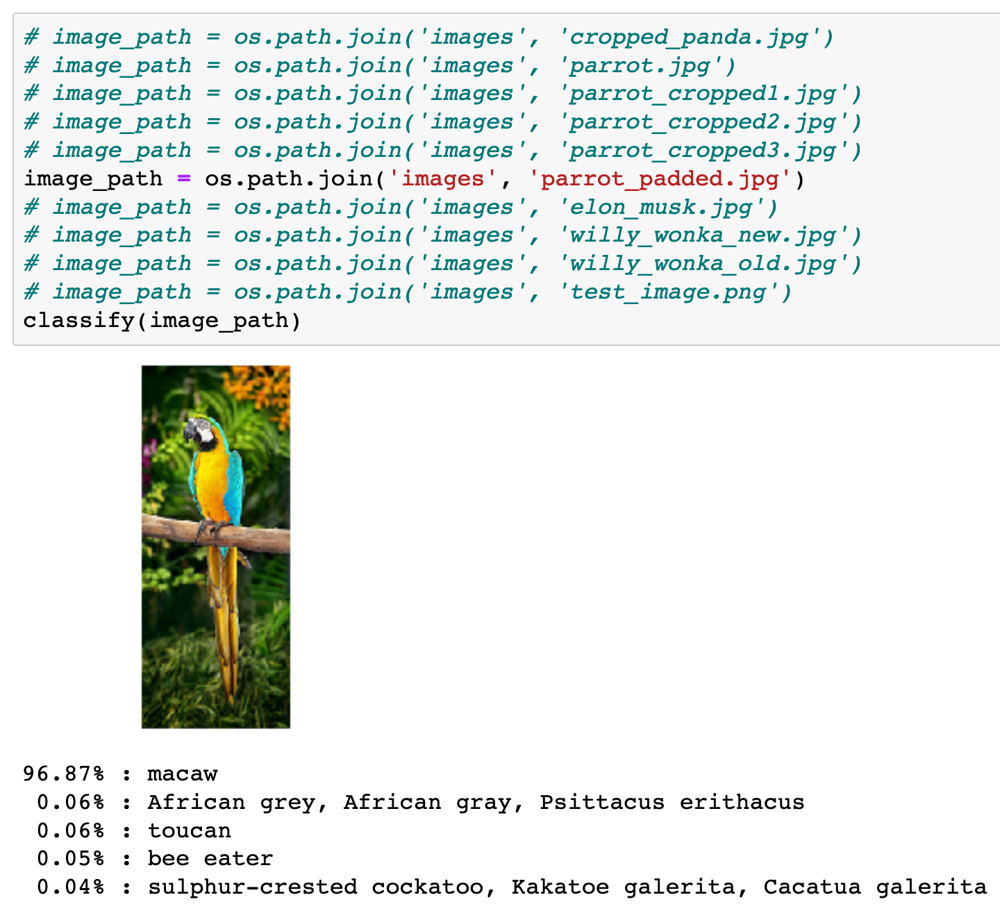 # image_path = os.path.join('images', 'cropped_panda.jpg')
# image_path = os.path.join('images', 'parrot.jpg')
# image_path = os.path.join('images', 'parrot_cropped1.jpg')
# image_path = os.path.join('images', 'parrot_cropped2.jpg')
# image_path = os.path.join('images', 'parrot_cropped3.jpg')
image_path = os.path.join('images', 'parrot_padded.jpg')
# image_path = os.path.join('images', 'elon_musk.jpg')
# image_path = os.path.join('images', 'willy_wonka_new.jpg')
# image_path = os.path.join('images', 'willy_wonka_old.jpg')
# image_path = os.path.join('images', 'test_image.png')
classify(image_path)
96.87% : macaw
0.06% : African grey, African gray, Psittacus erithacus
0.06% : toucan
0.05% : bee eater
0.04% : sulphur-crested cockatoo, Kakatoe galerita, Cacatua galerita